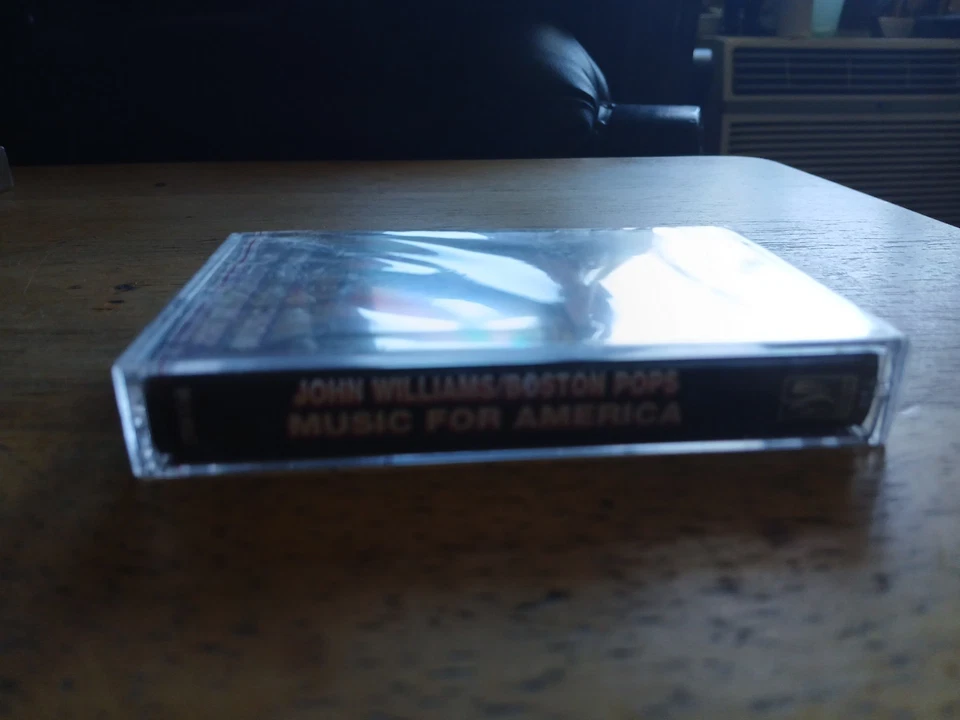 JOHN WILLIAMS/BOSTON POPS
MUSIC FOR AMERICA